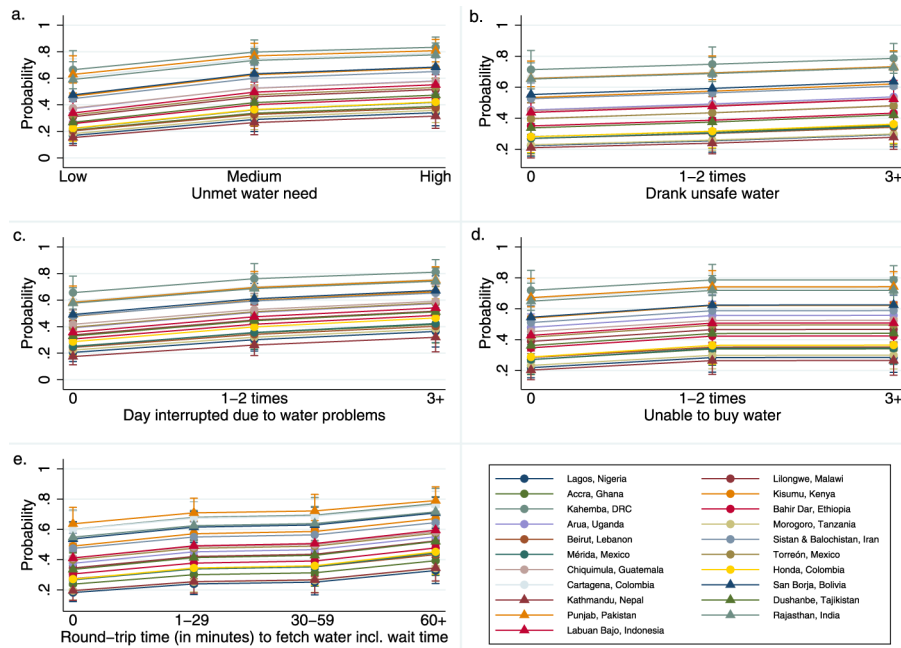 a.
Probability
1
.8
.6
.4
.2
0
Low Medium High
Unmet water need
b.
Probability
1
.8
.6
.4
.2
0 1−2 times 3+
Drank unsafe water
c.
Probability
1
.8
.6
.4
.2
0
0 1−2 times 3+
Day interrupted due to water problems
d.
Probability
1
.8
.6
.4
.2
0 1−2 times 3+
Unable to buy water
e.
Probability
1
.8
.6
.4
.2
0 1−29 30−59 60+
Round−trip time (in minutes) to fetch water incl. wait time
Lagos, Nigeria Lilongwe, Malawi
Accra, Ghana Kisumu, Kenya
Kahemba, DRC Bahir Dar, Ethiopia
Arua, Uganda Morogoro, Tanzania
Beirut, Lebanon Sistan & Balochistan, Iran
Mérida, Mexico Torreón, Mexico
Chiquimula, Guatemala Honda, Colombia
Cartagena, Colombia San Borja, Bolivia
Kathmandu, Nepal Dushanbe, Tajikistan
Punjab, Pakistan Rajasthan, India
Labuan Bajo, Indonesia